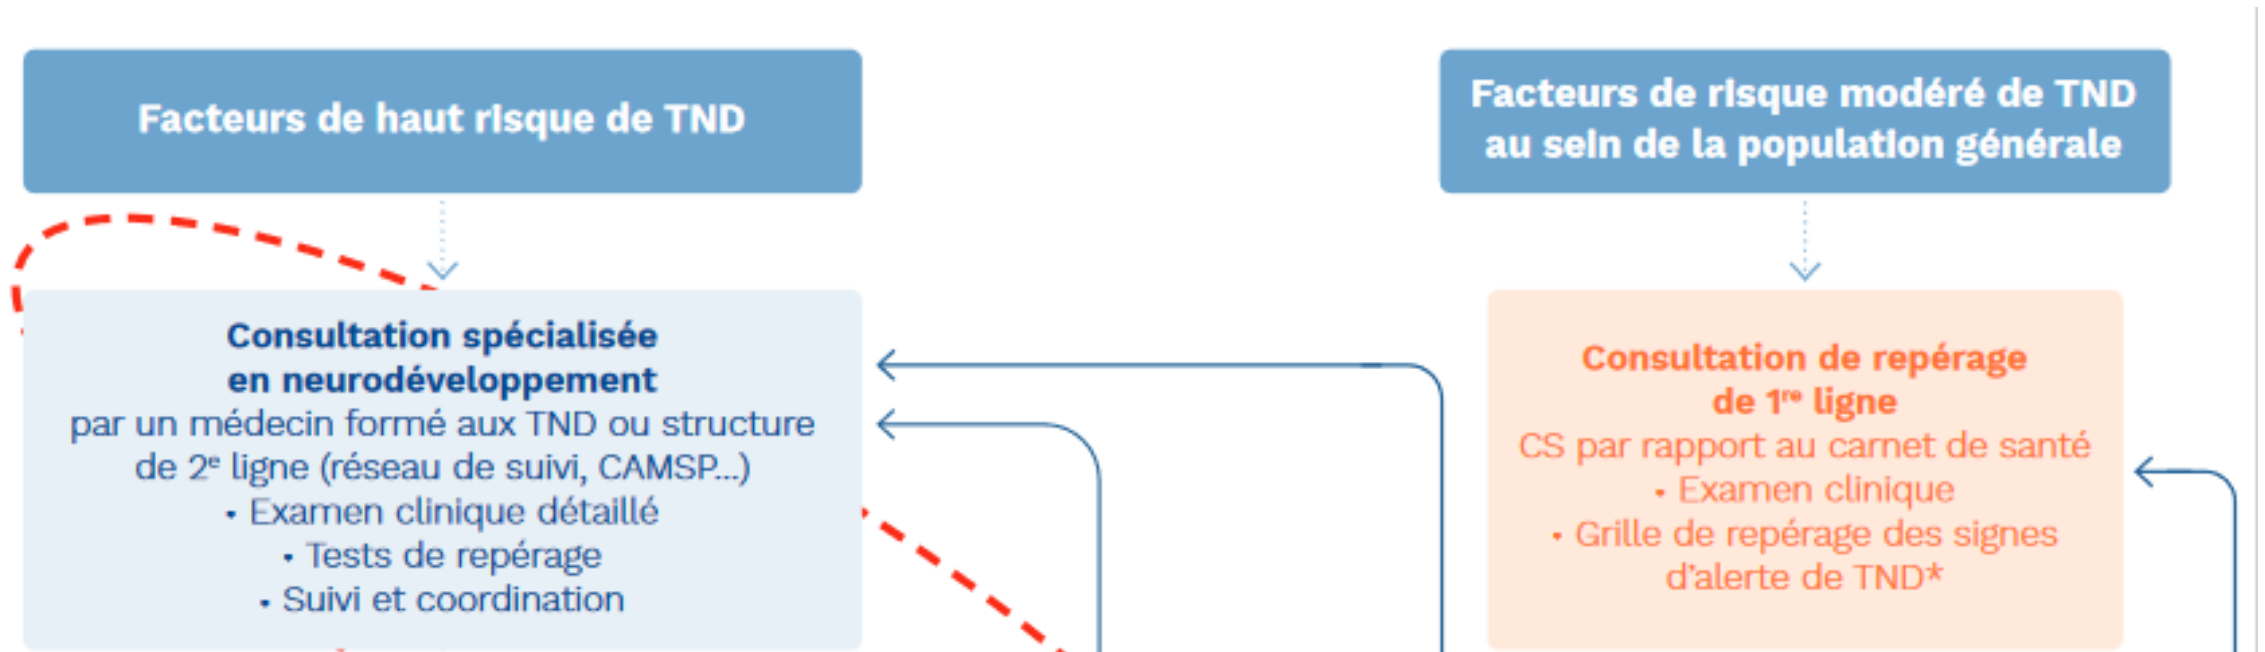 Facteurs de haut risque de TND
Facteurs de risque modéré de TND
au sein de la population générale
Consultation spécialisée
en neurodéveloppement
par un médecin formé aux TND ou structure
de 2e ligne (réseau de suivi, CAMSP...)
• Examen clinique détaillé
• Tests de repérage
• Suivi et coordination
Consultation de repérage
de 1re ligne
CS par rapport au carnet de santé
• Examen clinique
• Grille de repérage des signes
d'alerte de TND*